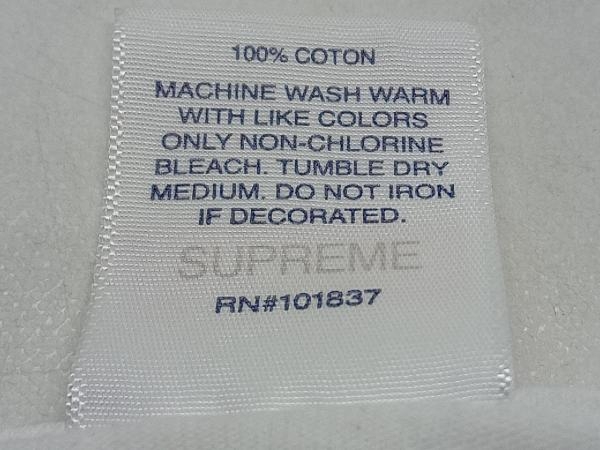 100% COTON
MACHINE WASH WARM
WITH LIKE COLORS
ONLY NON-CHLORINE
BLEACH. TUMBLE DRY
MEDIUM. DO NOT IRON
IF DECORATED.
SUPREME
RN#101837